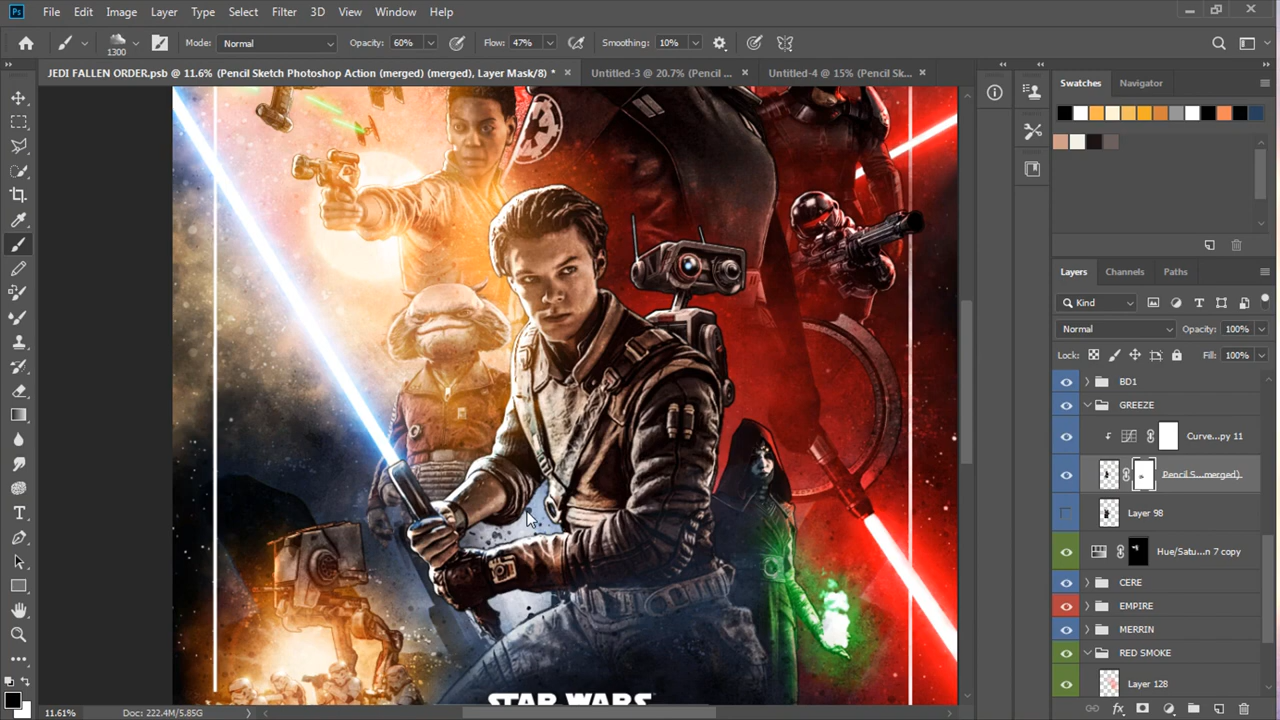 Ps File Edit Image Layer Type Select Filter 3D View Window Help
1300 Mode: Normal Opacity: 60% Flow: 47% Smoothing: 10%
JEDI FALLEN ORDER.psb @ 11.6% (Pencil Sketch Photoshop Action (merged) (merged), Layer Mask/8) * Untitled-3 @ 20.7% (Pencil ... Untitled-4 @ 15% (Pencil Sk...
Swatches Navigator
Layers Channels Paths
Kind
Normal Opacity: 100%
Lock: Fill: 100%
BD1
GREEZE
Curve...py 11
Pencil S...merged)
Layer 98
Hue/Satu...n 7 copy
CERE
EMPIRE
MERRIN
RED SMOKE
Layer 128
STAR WARS
11.61% Doc: 222.4M/5.85G